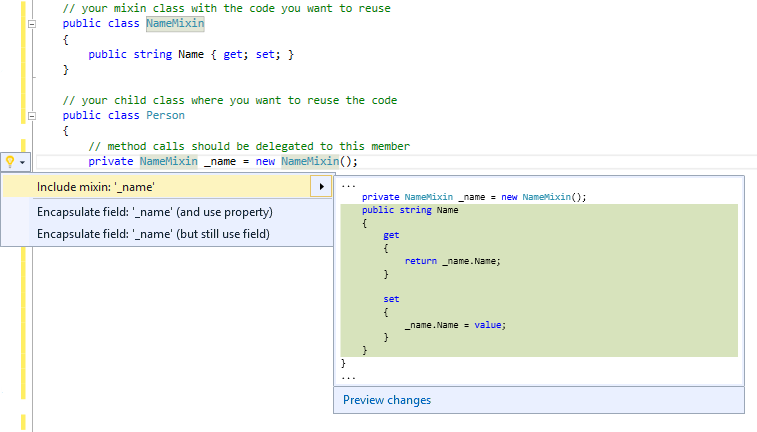 // your mixin class with the code you want to reuse
public class NameMixin
{
public string Name { get; set; }
}
// your child class where you want to reuse the code
public class Person
{
// method calls should be delegated to this member
private NameMixin _name = new NameMixin();
Include mixin: '_name'
Encapsulate field: '_name' (and use property)
Encapsulate field: '_name' (but still use field)
...
private NameMixin _name = new NameMixin();
public string Name
{
get
{
return _name.Name;
}
set
{
_name.Name = value;
}
}
}
...
Preview changes